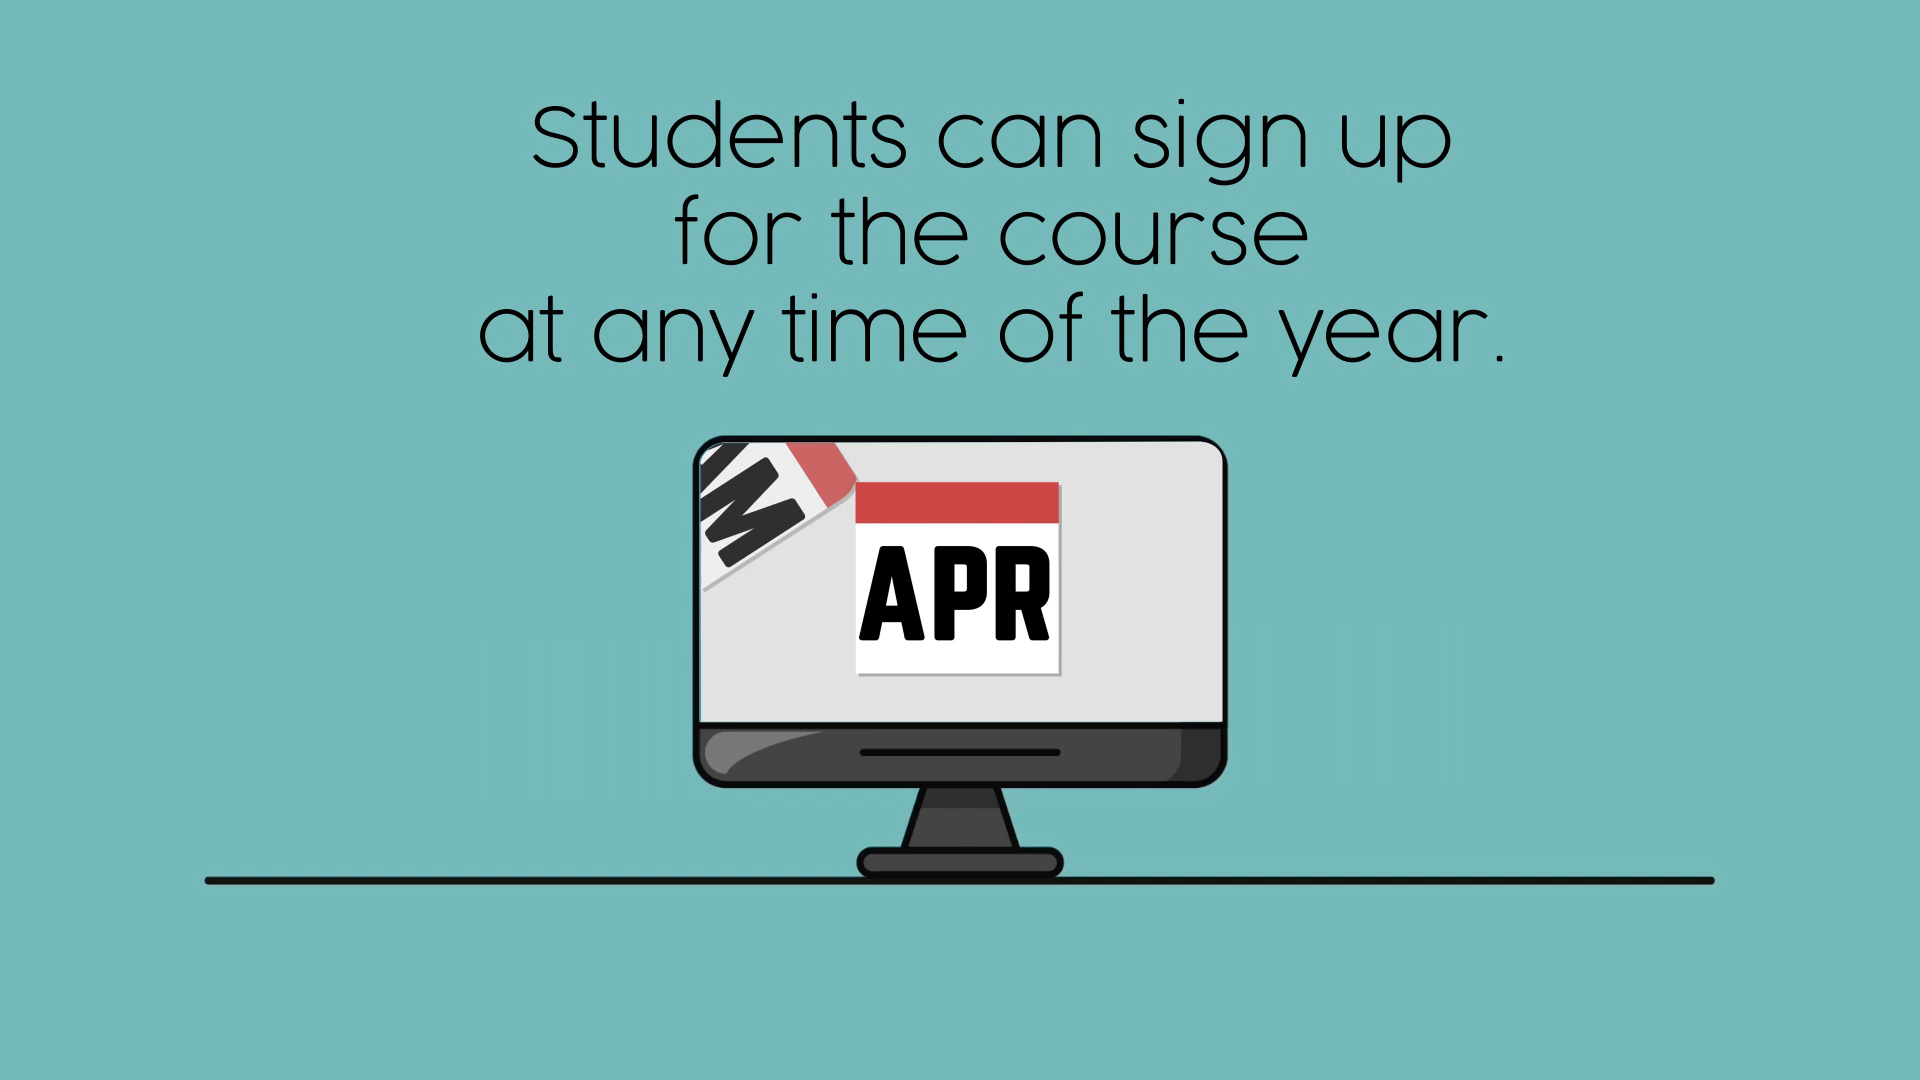 Students can sign up
for the course
at any time of the year.
APR